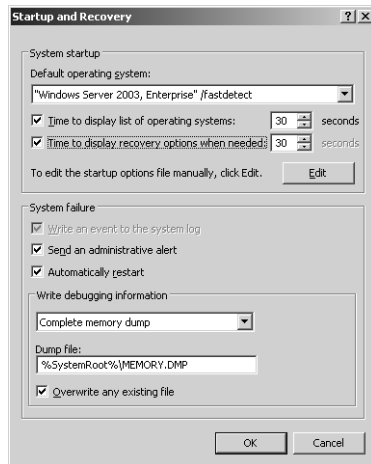 Startup and Recovery
System startup
Default operating system:
"Windows Server 2003, Enterprise" /fastdetect
Time to display list of operating systems: 30 seconds
Time to display recovery options when needed: 30 seconds
To edit the startup options file manually, click Edit. Edit
System failure
Write an event to the system log
Send an administrative alert
Automatically restart
Write debugging information
Complete memory dump
Dump file:
%SystemRoot%\MEMORY.DMP
Overwrite any existing file
OK Cancel